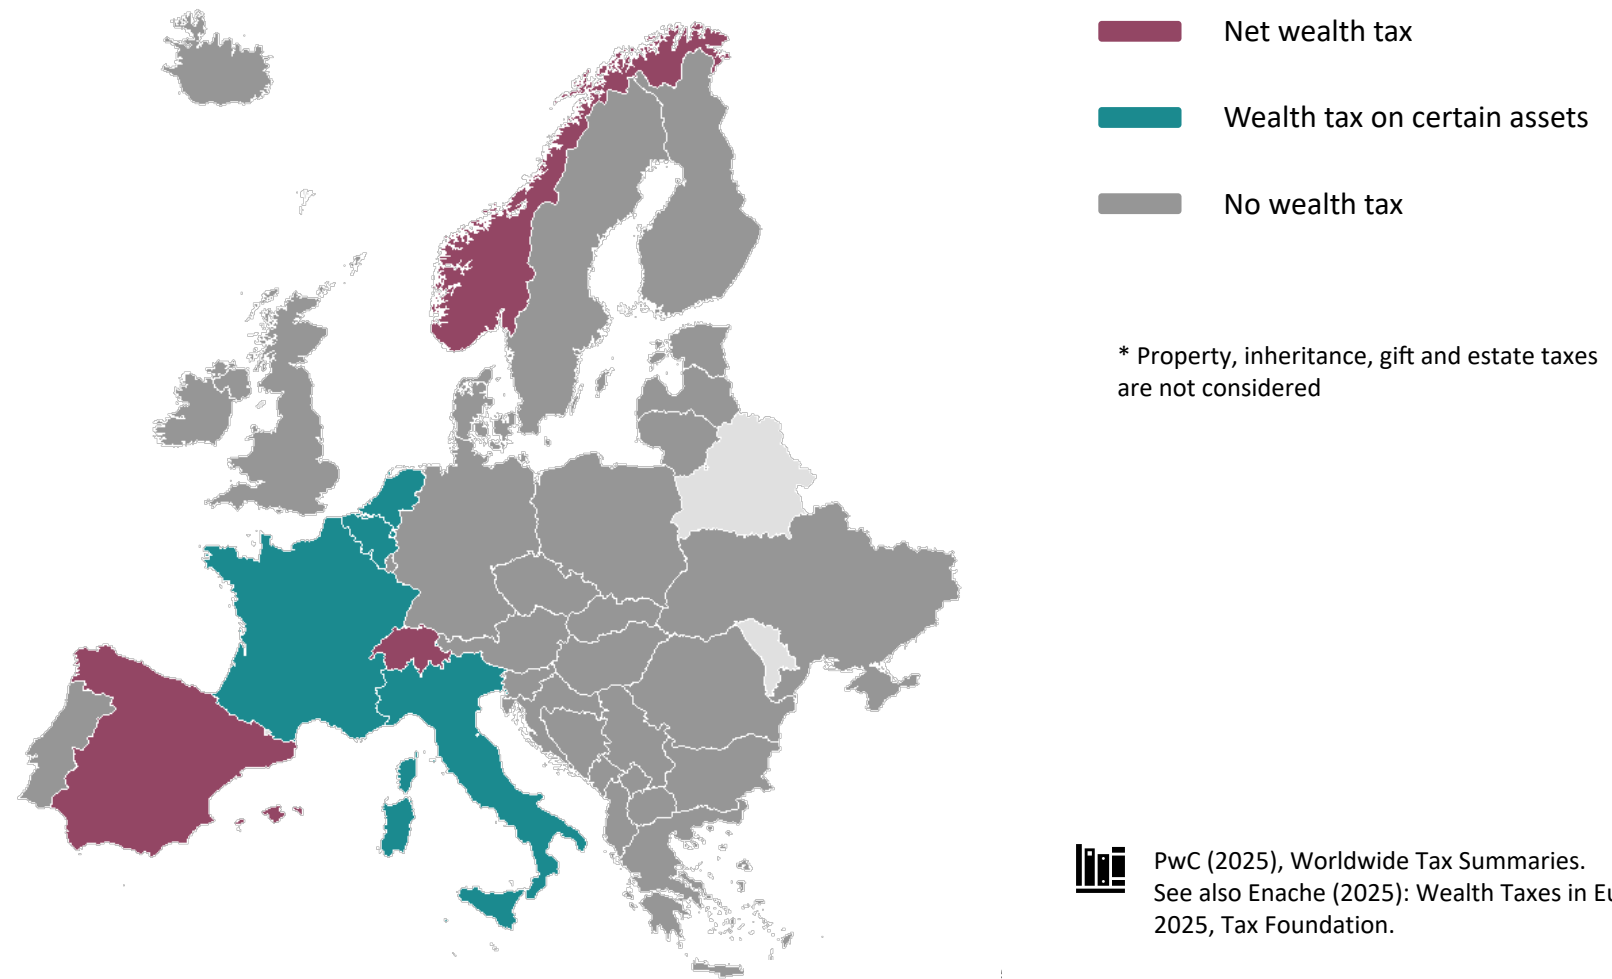 Net wealth tax
Wealth tax on certain assets
No wealth tax
* Property, inheritance, gift and estate taxes
are not considered
PwC (2025), Worldwide Tax Summaries.
See also Enache (2025): Wealth Taxes in Eu
2025, Tax Foundation.